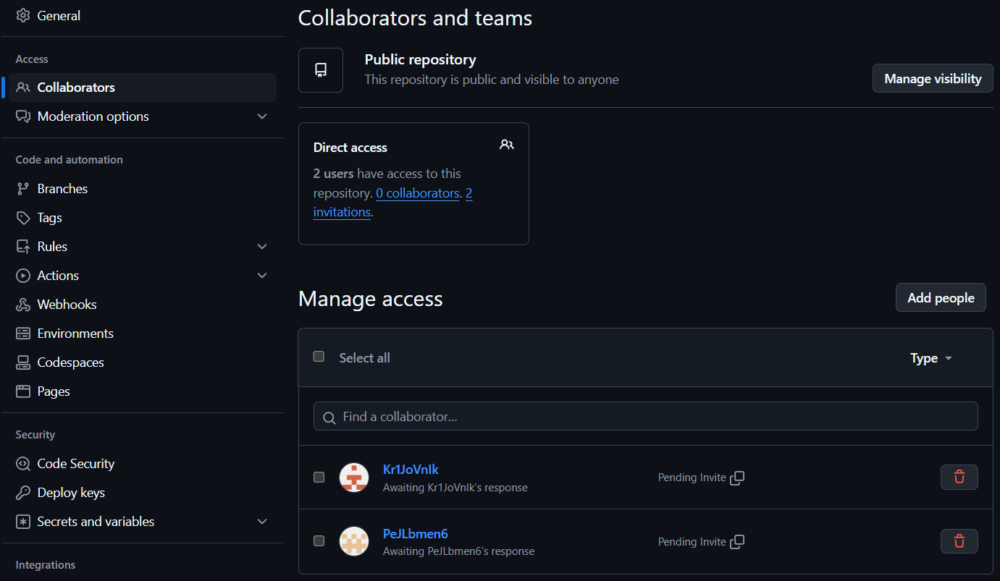 General
Access
Collaborators
Moderation options
Code and automation
Branches
Tags
Rules
Actions
Webhooks
Environments
Codespaces
Pages
Security
Code Security
Deploy keys
Secrets and variables
Integrations
Collaborators and teams
Public repository
This repository is public and visible to anyone
Manage visibility
Direct access
2 users have access to this
repository. 0 collaborators. 2
invitations.
Manage access
Add people
Select all
Type
Find a collaborator...
Kr1JoVnIk
Awaiting Kr1JoVnIk's response
Pending Invite
PeJLbmen6
Awaiting PeJLbmen6's response
Pending Invite